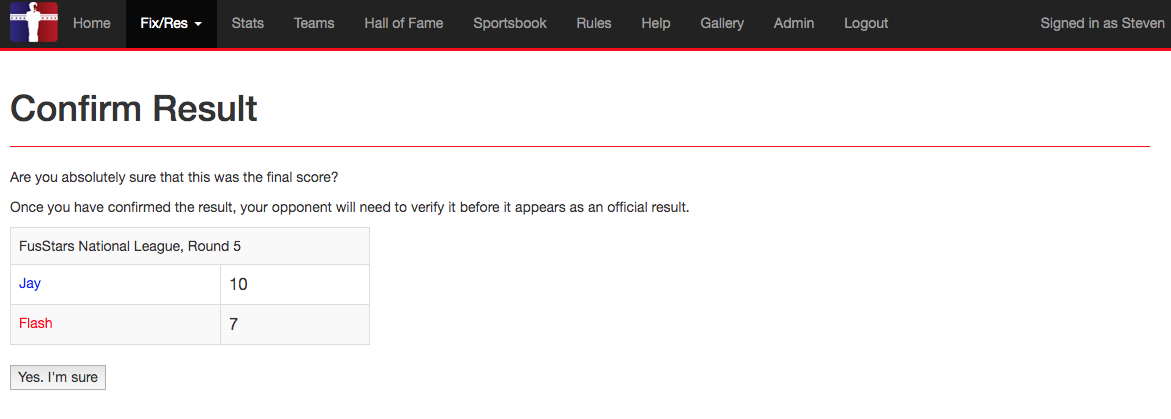 Home Fix/Res Stats Teams Hall of Fame Sportsbook Rules Help Gallery Admin Logout Signed in as Steven
Confirm Result
Are you absolutely sure that this was the final score?
Once you have confirmed the result, your opponent will need to verify it before it appears as an official result.
FusStars National League, Round 5
Jay 10
Flash 7
Yes. I'm sure